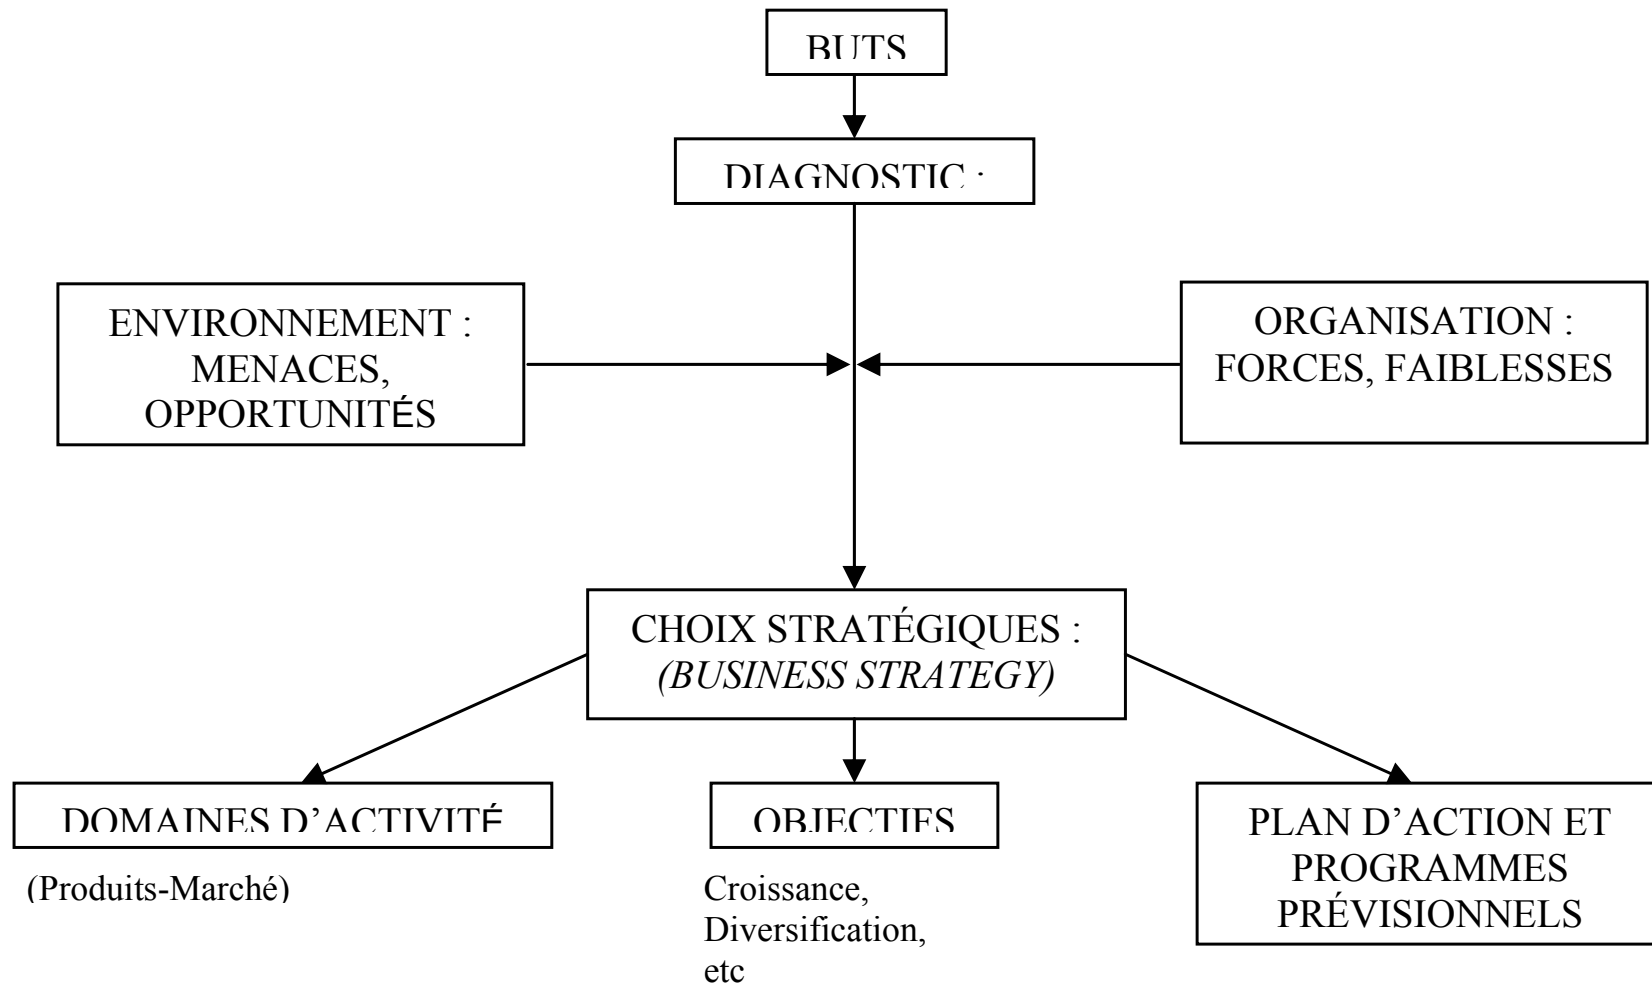 BUTS
DIAGNOSTIC :
ENVIRONNEMENT :
MENACES,
OPPORTUNITÉS
ORGANISATION :
FORCES, FAIBLESSES
CHOIX STRATÉGIQUES :
(BUSINESS STRATEGY)
DOMAINES D’ACTIVITÉ
(Produits-Marché)
OBJECTIFS
Croissance,
Diversification,
etc
PLAN D’ACTION ET
PROGRAMMES
PRÉVISIONNELS